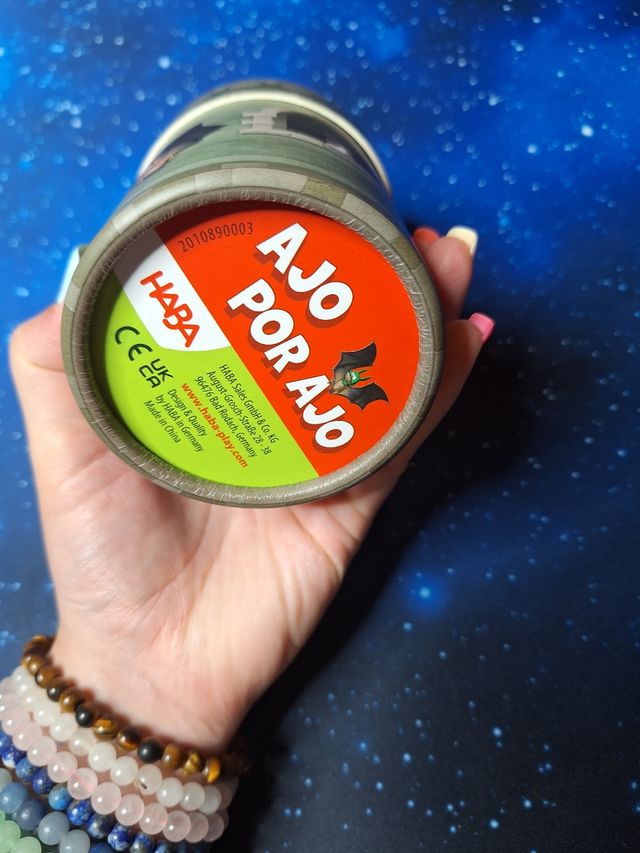 2010890003
AJO
POR AJO
HABA
CE
UK
CA
HABA Sales GmbH & Co. KG
August-Grosch-Straße 28 - 38
96476 Bad Rodach, Germany
www.haba-play.com
Design & Quality
by HABA in Germany
Made in China